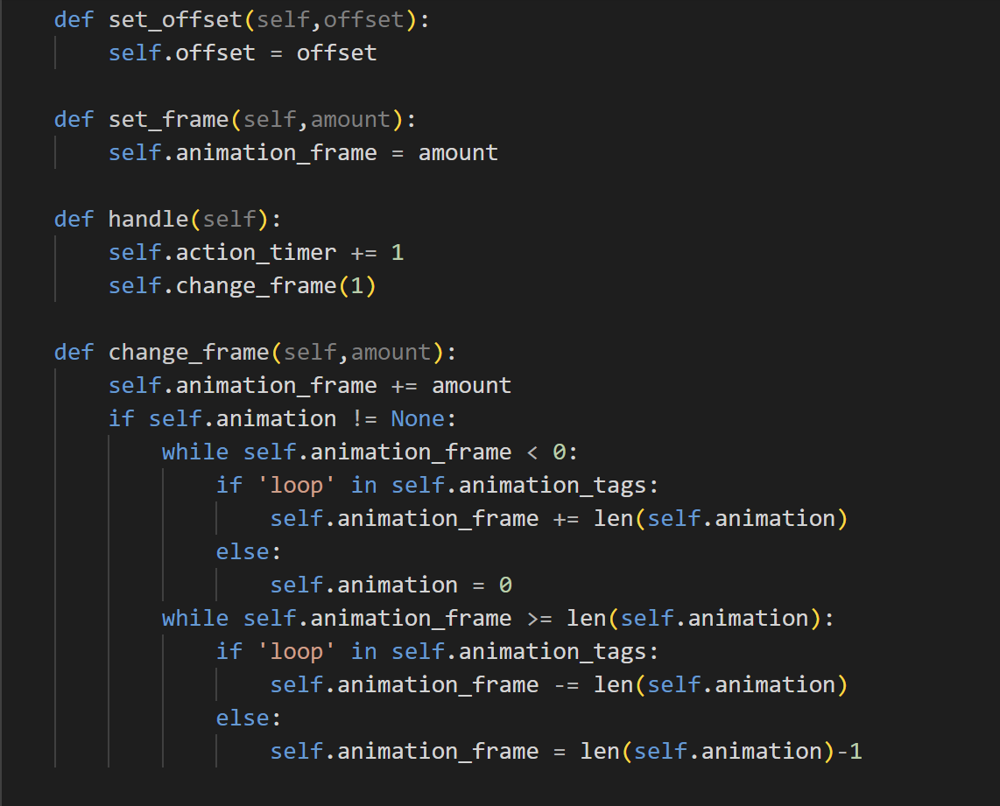 def set_offset(self,offset):
    self.offset = offset

def set_frame(self,amount):
    self.animation_frame = amount

def handle(self):
    self.action_timer += 1
    self.change_frame(1)

def change_frame(self,amount):
    self.animation_frame += amount
    if self.animation != None:
        while self.animation_frame < 0:
            if 'loop' in self.animation_tags:
                self.animation_frame += len(self.animation)
            else:
                self.animation = 0
        while self.animation_frame >= len(self.animation):
            if 'loop' in self.animation_tags:
                self.animation_frame -= len(self.animation)
            else:
                self.animation_frame = len(self.animation)-1